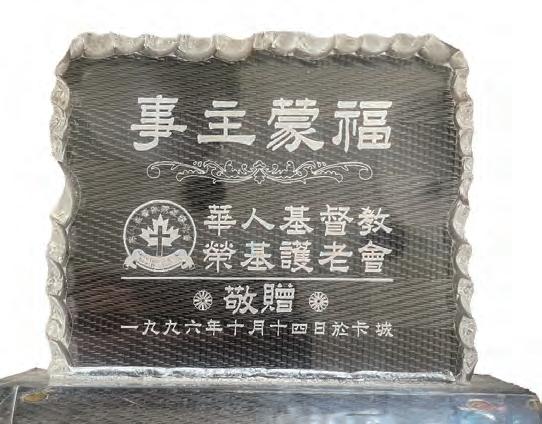 事主蒙福
華人基督教
榮基護老會
敬贈
一九九六年十月十四日於卡城